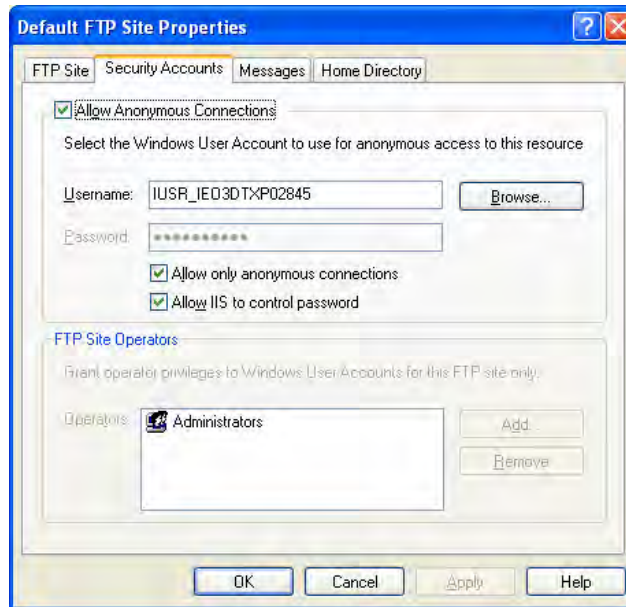 Default FTP Site Properties
FTP Site Security Accounts Messages Home Directory
Allow Anonymous Connections
Select the Windows User Account to use for anonymous access to this resource
Username: IUSR_IEO3DTXP02845 Browse...
Password: **********
Allow only anonymous connections
Allow IIS to control password
FTP Site Operators
Grant operator privileges to Windows User Accounts for this FTP site only.
Operators: Administrators Add...
Remove
OK Cancel Apply Help